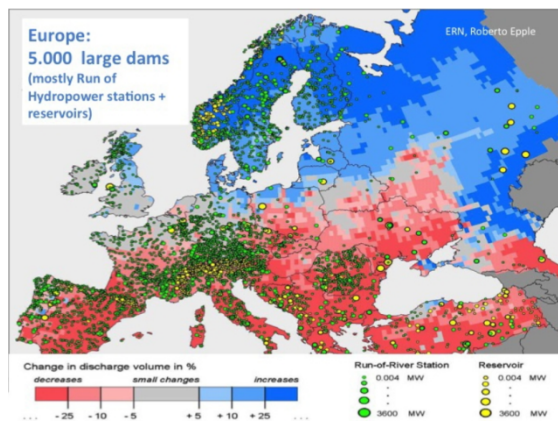 Europe:
5.000 large dams
(mostly Run of
Hydropower stations +
reservoirs)
ERN, Roberto Epple
Change in discharge volume in %
decreases small changes increases
... - 25 - 10 - 5 + 5 + 10 + 25 ...
Run-of-River Station
0.004 MW
3600 MW
Reservoir
0.004 MW
3600 MW